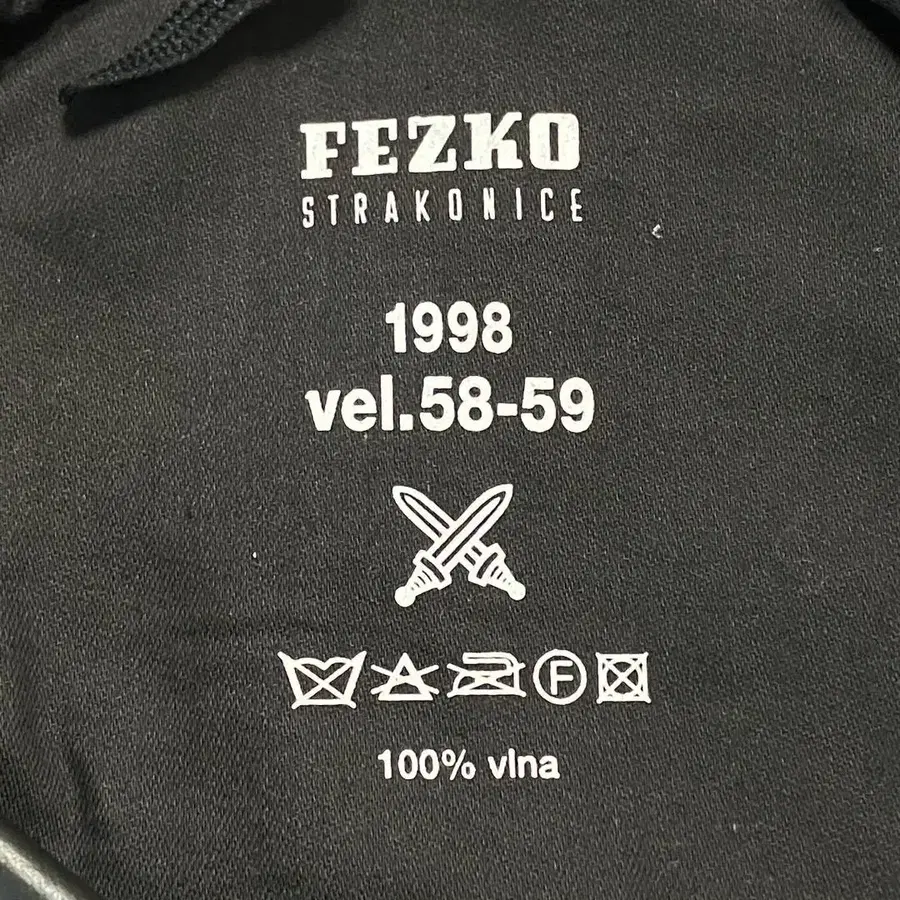 FEZKO
STRAKONICE
1998
vel.58-59
F
100% vlna